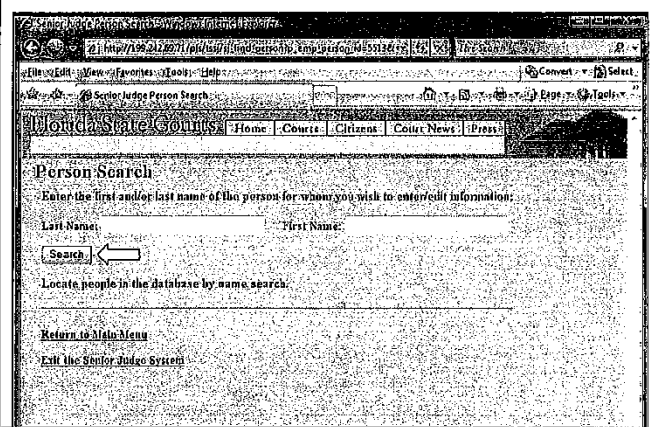 Senior Judge Person Search - Windows Internet Explorer
File Edit View Favorites Tools Help Convert Select
Senior Judge Person Search Page Tools
Florida State Courts Home Courts Citizens Court News Press
Person Search
Enter the first and/or last name of the person for whom you wish to enter/edit information:
Last Name: First Name:
Search
Locate people in the database by name search.
Return to Main Menu
Exit the Senior Judge System